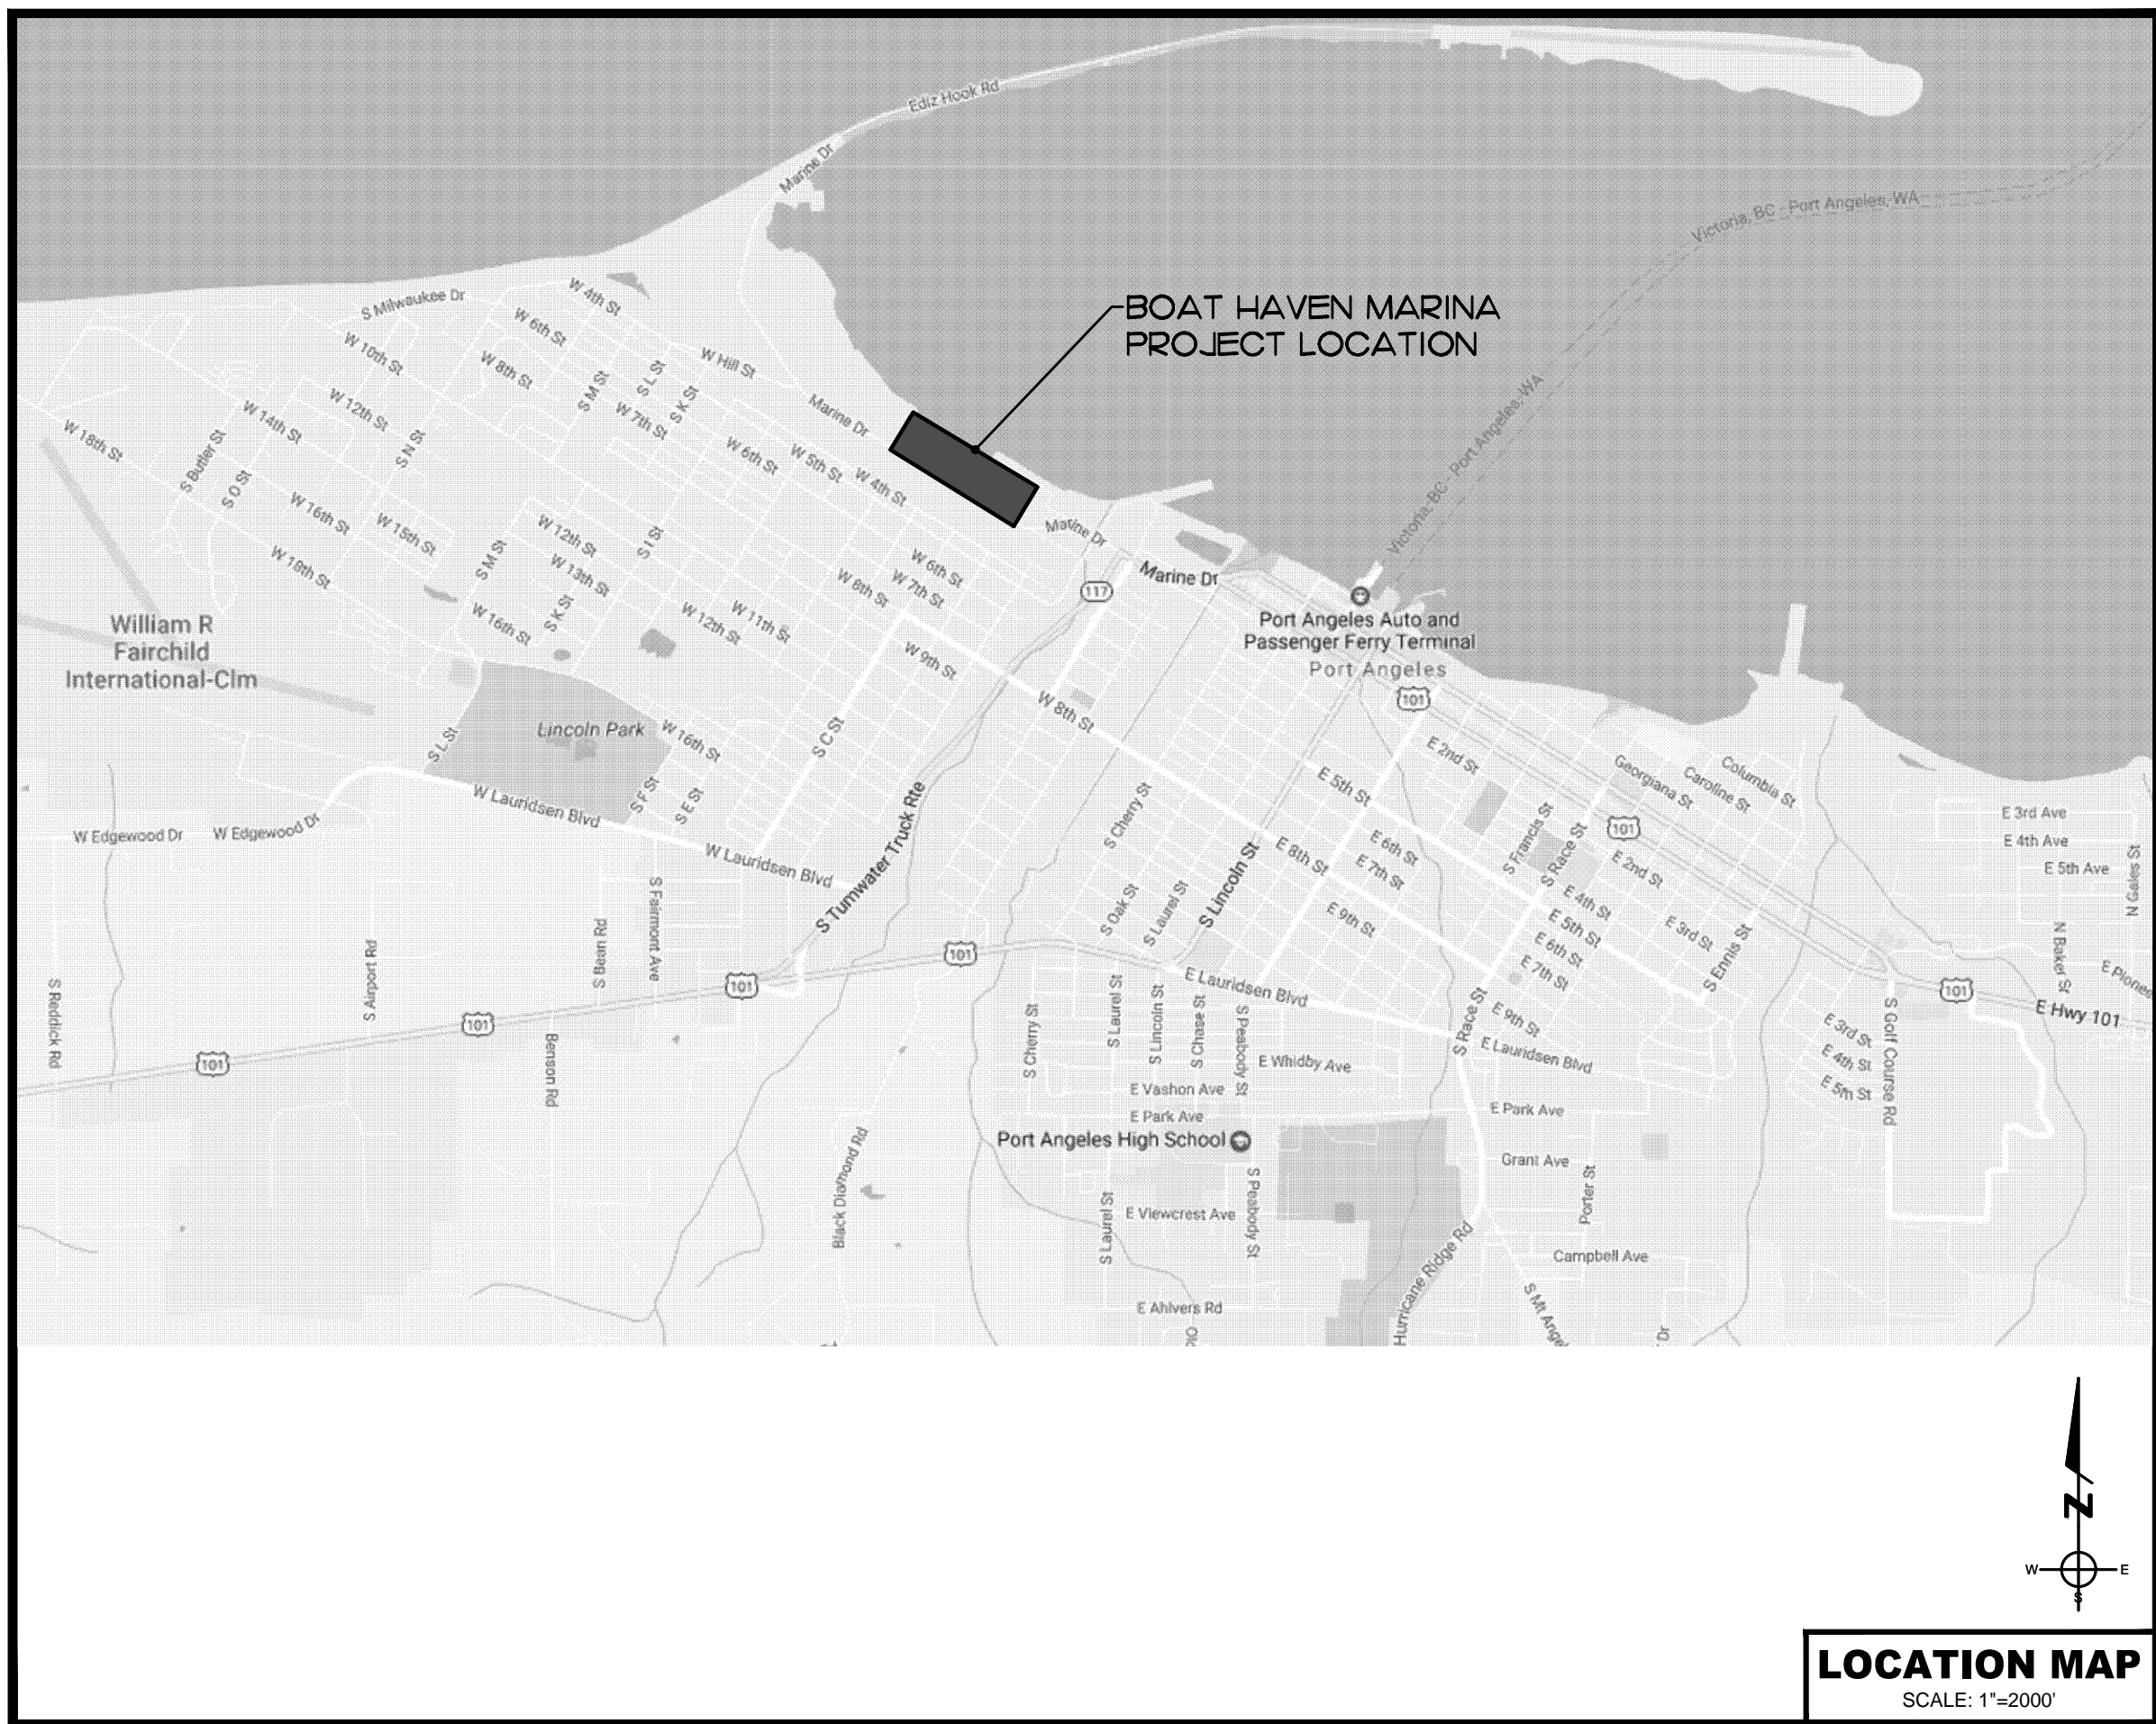 Ediz Hook Rd
Marine Dr
Victoria, BC - Port Angeles, WA
S Milwaukee Dr
W 4th St
W 6th St
W 10th St
W 8th St
W Hill St
BOAT HAVEN MARINA
PROJECT LOCATION
S M St
S L St
S K St
W 12th St
W 14th St
W 7th St
Marine Dr
W 18th St
S Butler St
S O St
S N St
W 6th St
W 5th St
W 4th St
Victoria, BC - Port Angeles, WA
W 16th St
W 15th St
W 18th St
S M St
W 12th St
W 13th St
S I St
S K St
W 16th St
Marine Dr
W 6th St
W 7th St
W 8th St
W 11th St
W 12th St
117
Marine Dr
William R
Fairchild
International-Clm
Port Angeles Auto and
Passenger Ferry Terminal
Port Angeles
101
W 9th St
W 8th St
Lincoln Park
W 16th St
S C St
S L St
S F St
S E St
W Lauridsen Blvd
W Edgewood Dr
W Edgewood Dr
W Lauridsen Blvd
S Tumwater Truck Rte
S Cherry St
E 2nd St
E 5th St
Georgiana St
Caroline St
Columbia St
E 3rd Ave
E 4th Ave
E 5th Ave
N Gales St
101
S Francis St
S Race St
E 6th St
E 7th St
E 8th St
E 2nd St
S Lincoln St
S Oak St
S Laurel St
E 9th St
E 4th St
E 5th St
E 6th St
E 7th St
E 3rd St
S Ennis St
N Baker St
S Fairmont Ave
S Bean Rd
S Airport Rd
S Reddick Rd
101
101
101
101
Benson Rd
E Lauridsen Blvd
S Cherry St
S Laurel St
S Lincoln St
S Chase St
S Peabody St
E Whidby Ave
S Race St
E 9th St
E Lauridsen Blvd
101
E Hwy 101
E 3rd St
E 4th St
E 5th St
S Golf Course Rd
E Vashon Ave
E Park Ave
E Park Ave
Port Angeles High School
Black Diamond Rd
Grant Ave
Porter St
S Laurel St
E Viewcrest Ave
S Peabody St
Hurricane Ridge Rd
Campbell Ave
E Ahlvers Rd
S Mt Angel
Dr
N
W E
S
LOCATION MAP
SCALE: 1"=2000'